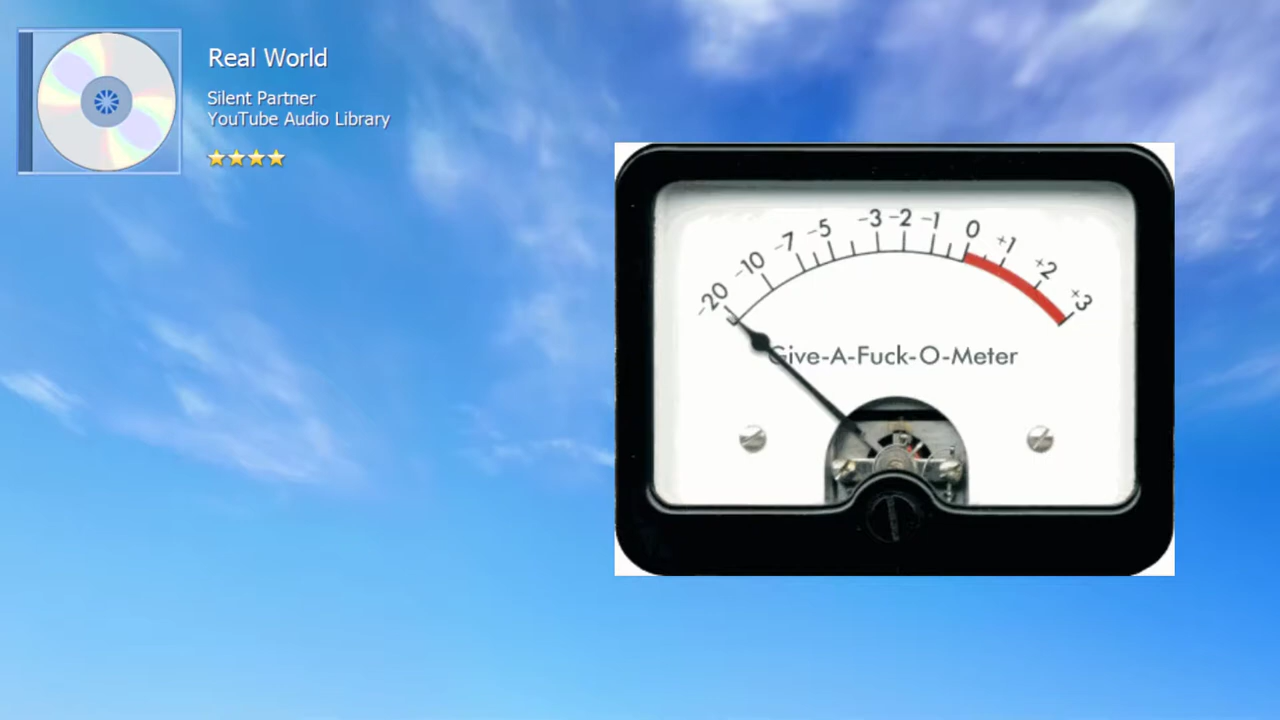 Real World
Silent Partner
YouTube Audio Library
-20 -10 -7 -5 -3 -2 -1 0 +1 +2 +3
Give-A-Fuck-O-Meter